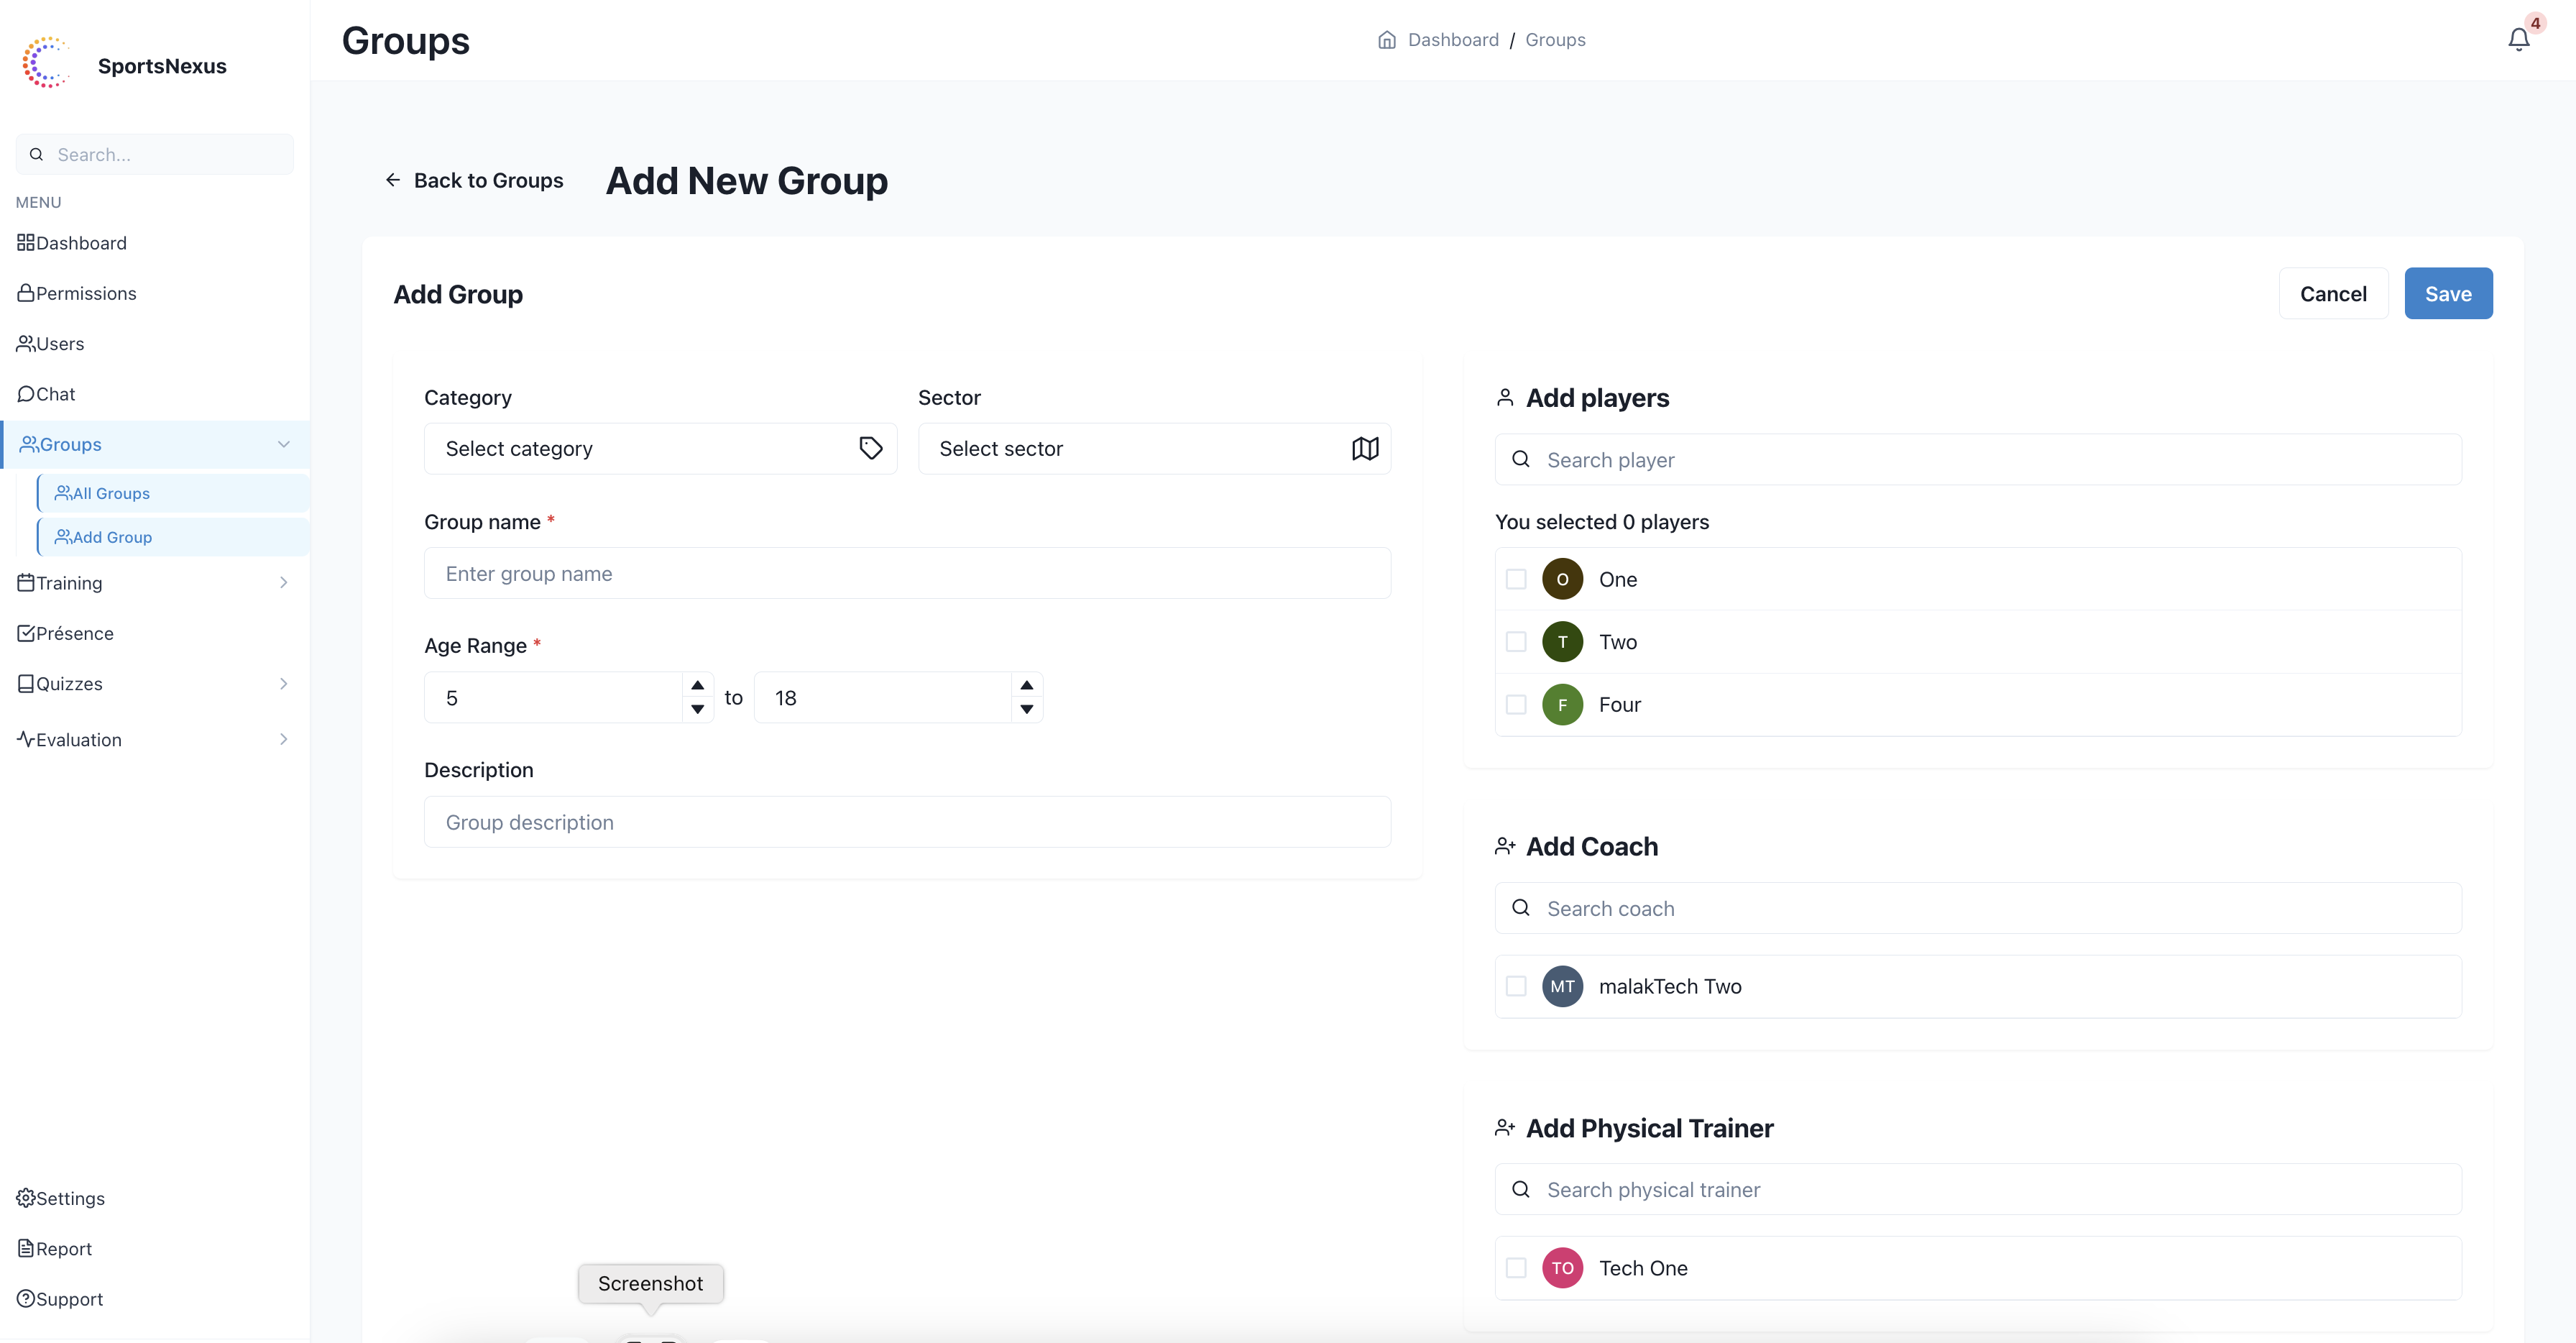 SportsNexus
Search...
MENU
Dashboard
Permissions
Users
Chat
Groups
All Groups
Add Group
Training
Présence
Quizzes
Evaluation
Settings
Report
Support
Groups
Dashboard / Groups
4
Back to Groups
Add New Group
Add Group
Cancel
Save
Category
Sector
Select category
Select sector
Group name *
Enter group name
Age Range *
5 to 18
Description
Group description
Add players
Search player
You selected 0 players
O One
T Two
F Four
Add Coach
Search coach
MT malakTech Two
Add Physical Trainer
Search physical trainer
TO Tech One
Screenshot